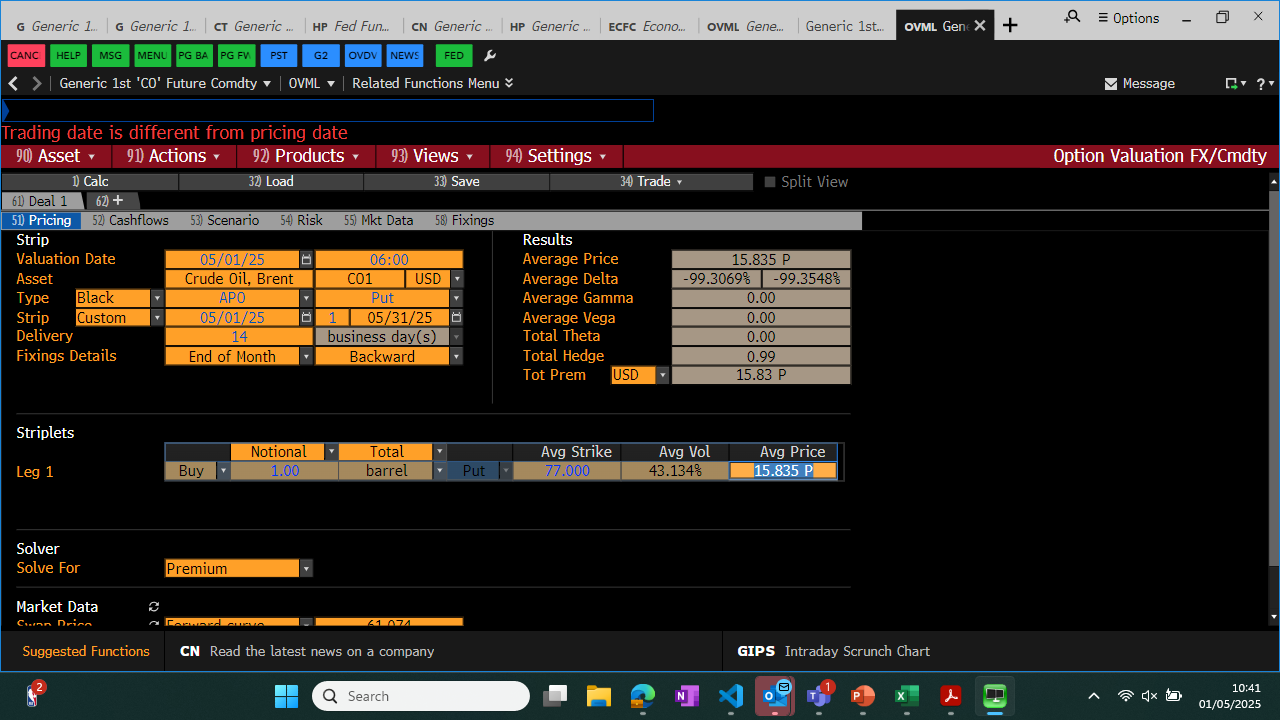 G Generic 1... G Generic 1... CT Generic ... HP Fed Fun... CN Generic ... HP Generic ... ECFC Econo... OVML Gene... Generic 1st... OVML Gen
Options
CANC HELP MSG MENU PG BA PG FW PST G2 OVDV NEWS FED
Generic 1st 'CO' Future Comdty OVML Related Functions Menu Message ?
Trading date is different from pricing date
90) Asset 91) Actions 92) Products 93) Views 94) Settings Option Valuation FX/Cmdty
1) Calc 32) Load 33) Save 34) Trade Split View
61) Deal 1 62) +
51) Pricing 52) Cashflows 53) Scenario 54) Risk 55) Mkt Data 58) Fixings
Strip Results
Valuation Date 05/01/25 06:00 Average Price 15.835 P
Asset Crude Oil, Brent CO1 USD Average Delta -99.3069% -99.3548%
Type Black APO Put Average Gamma 0.00
Strip Custom 05/01/25 1 05/31/25 Average Vega 0.00
Delivery 14 business day(s) Total Theta 0.00
Fixings Details End of Month Backward Total Hedge 0.99
Tot Prem USD 15.83 P
Striplets
Notional Total Avg Strike Avg Vol Avg Price
Leg 1 Buy 1.00 barrel Put 77.000 43.134% 15.835 P
Solver
Solve For Premium
Market Data
Swap Price Forward curve 61.074
Suggested Functions CN Read the latest news on a company GIPS Intraday Scrunch Chart
2 Search 1 10:41
01/05/2025